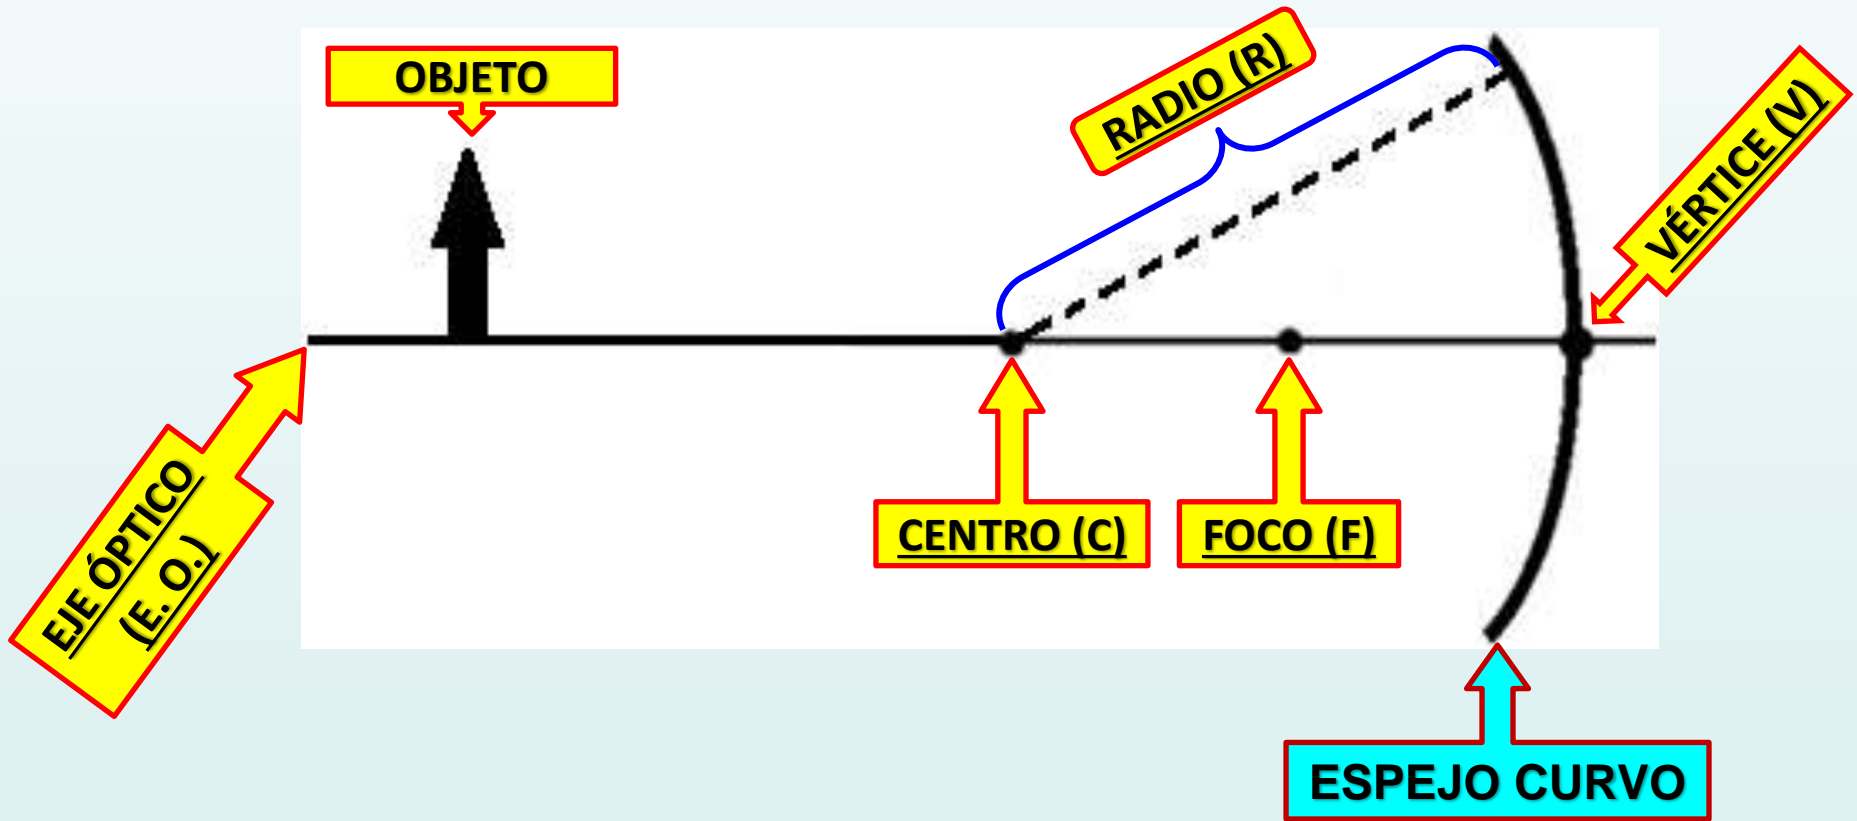 OBJETO
RADIO (R)
VÉRTICE (V)
EJE ÓPTICO
(E. O.)
CENTRO (C)
FOCO (F)
ESPEJO CURVO